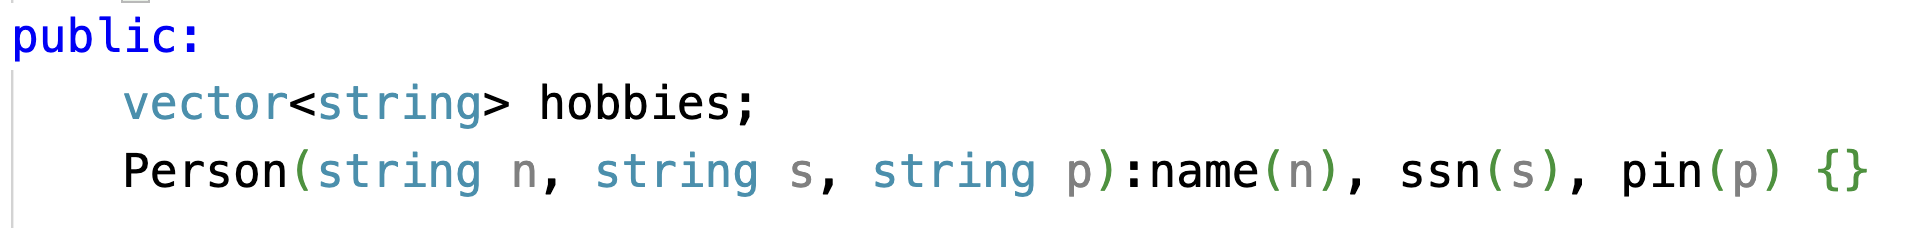 public:
    vector<string> hobbies;
    Person(string n, string s, string p):name(n), ssn(s), pin(p) {}